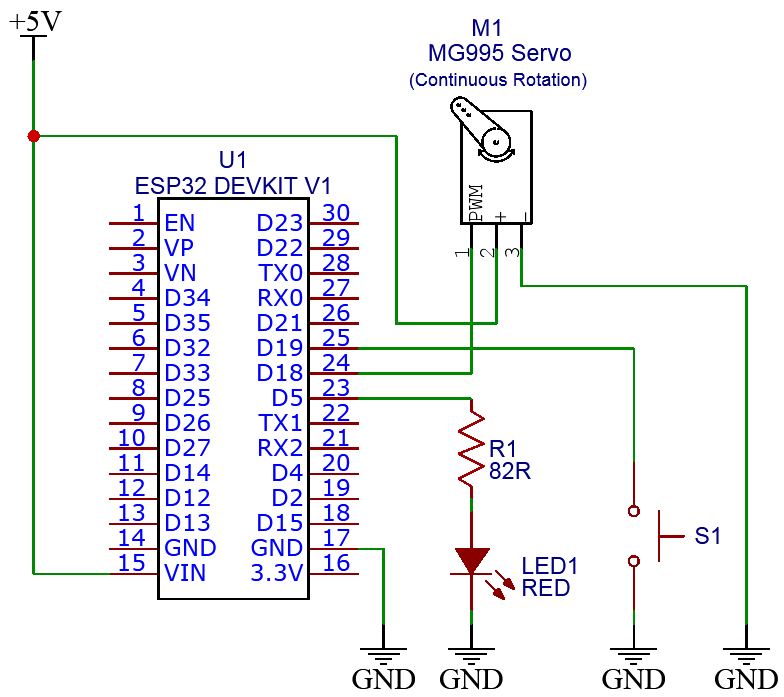 +5V
M1
MG995 Servo
(Continuous Rotation)
U1
ESP32 DEVKIT V1
PWM
+
-
1
2
3
1 EN D23 30
2 VP D22 29
3 VN TX0 28
4 D34 RX0 27
5 D35 D21 26
6 D32 D19 25
7 D33 D18 24
8 D25 D5 23
9 D26 TX1 22
10 D27 RX2 21
11 D14 D4 20
12 D12 D2 19
13 D13 D15 18
14 GND GND 17
15 VIN 3.3V 16
R1
82R
LED1
RED
S1
GND
GND
GND
GND